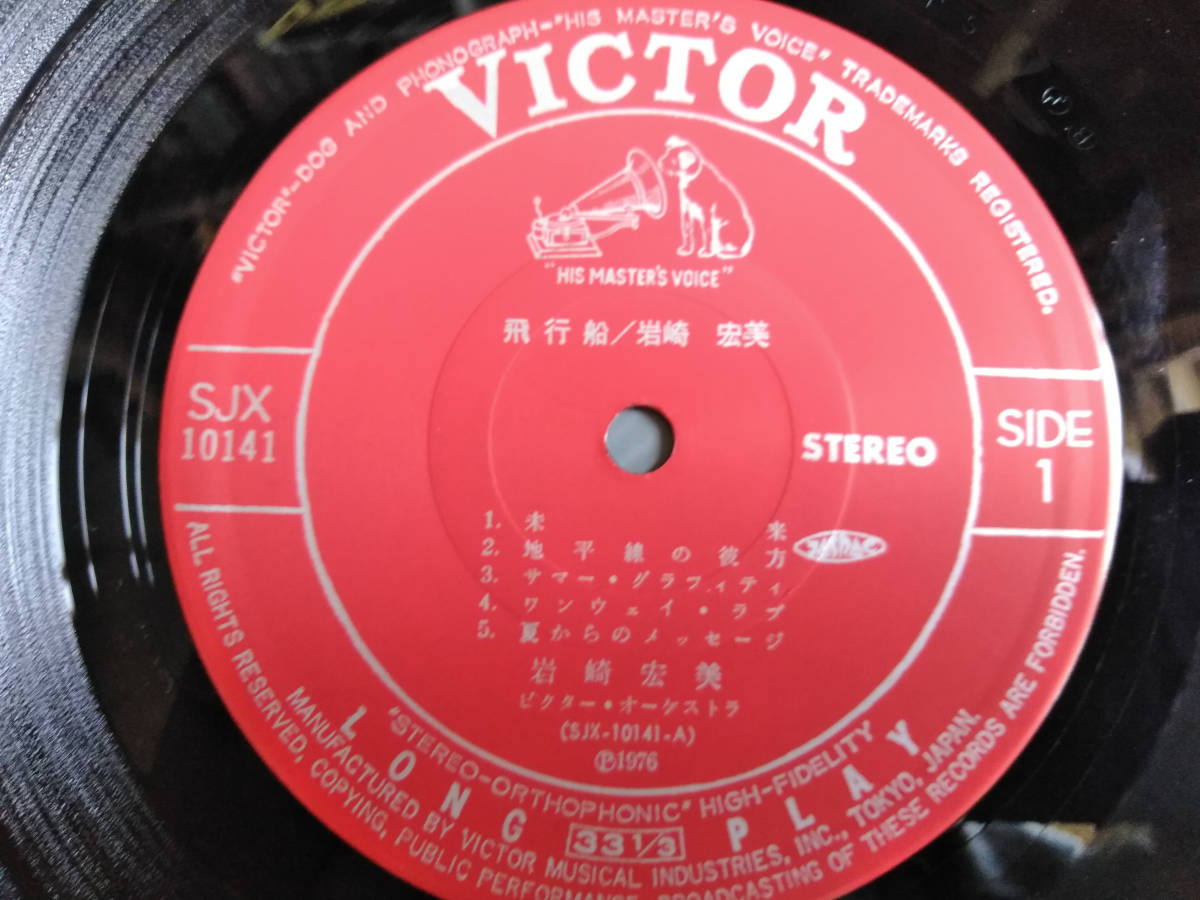 "VICTOR"-DOG AND PHONOGRAPH-"HIS MASTER'S VOICE" TRADEMARKS REGISTERED.
VICTOR
"HIS MASTER'S VOICE"
飛行船/岩崎 宏美
SJX
10141
STEREO
SIDE
1
1. 未来
2. 地平線の彼方
3. サマー・グラフィティ
4. ワンウェイ・ラブ
5. 夏からのメッセージ
JASRAC
岩崎宏美
ビクター・オーケストラ
(SJX-10141-A)
Ⓟ1976
"STEREO-ORTHOPHONIC" HIGH-FIDELITY
LONG 33 1/3 PLAY
MANUFACTURED BY VICTOR MUSICAL INDUSTRIES, INC., TOKYO, JAPAN.
ALL RIGHTS RESERVED, COPYING, PUBLIC PERFORMANCE, BROADCASTING OF THESE RECORDS ARE FORBIDDEN.